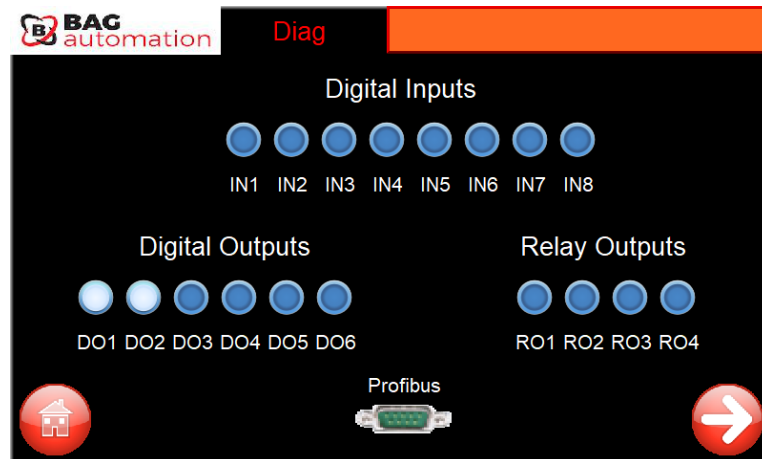 BAG
automation
Diag
Digital Inputs
IN1 IN2 IN3 IN4 IN5 IN6 IN7 IN8
Digital Outputs
DO1 DO2 DO3 DO4 DO5 DO6
Relay Outputs
RO1 RO2 RO3 RO4
Profibus